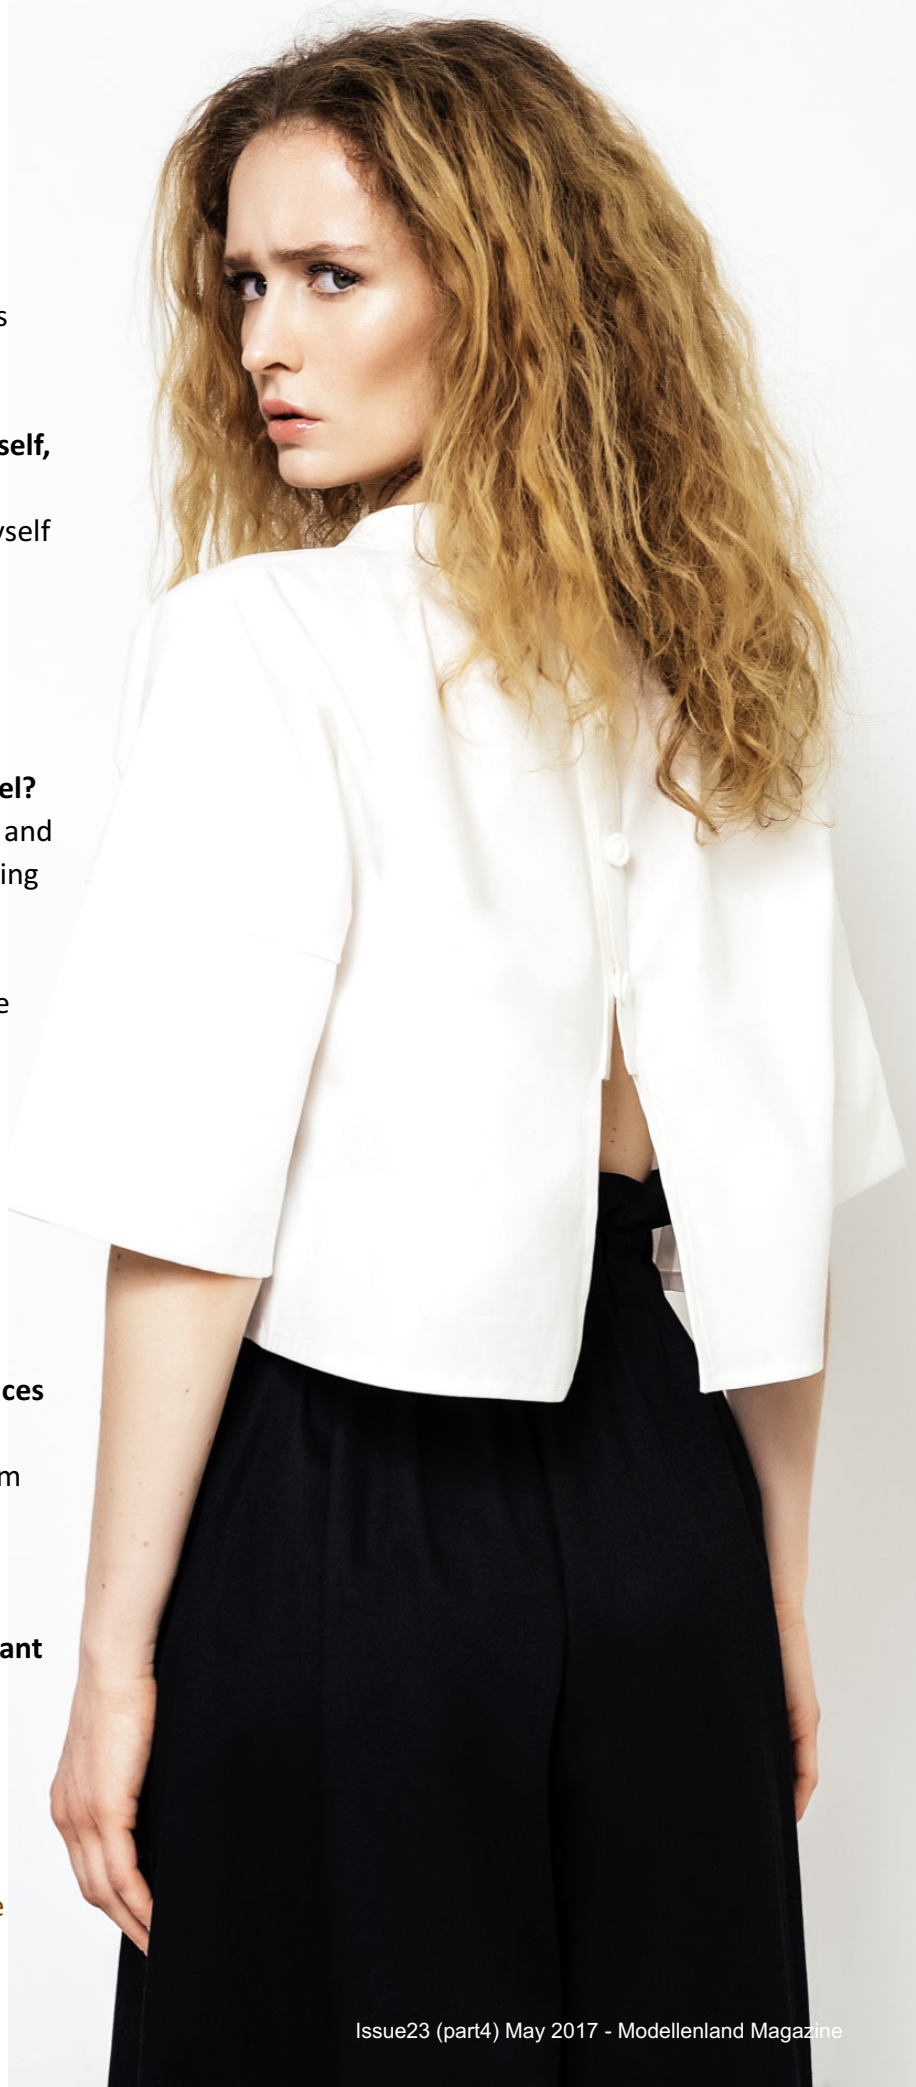 s
self,
yself
el?
and
ing
e
ces
m
ant
e
Issue23 (part4) May 2017 - Modellenland Magazine